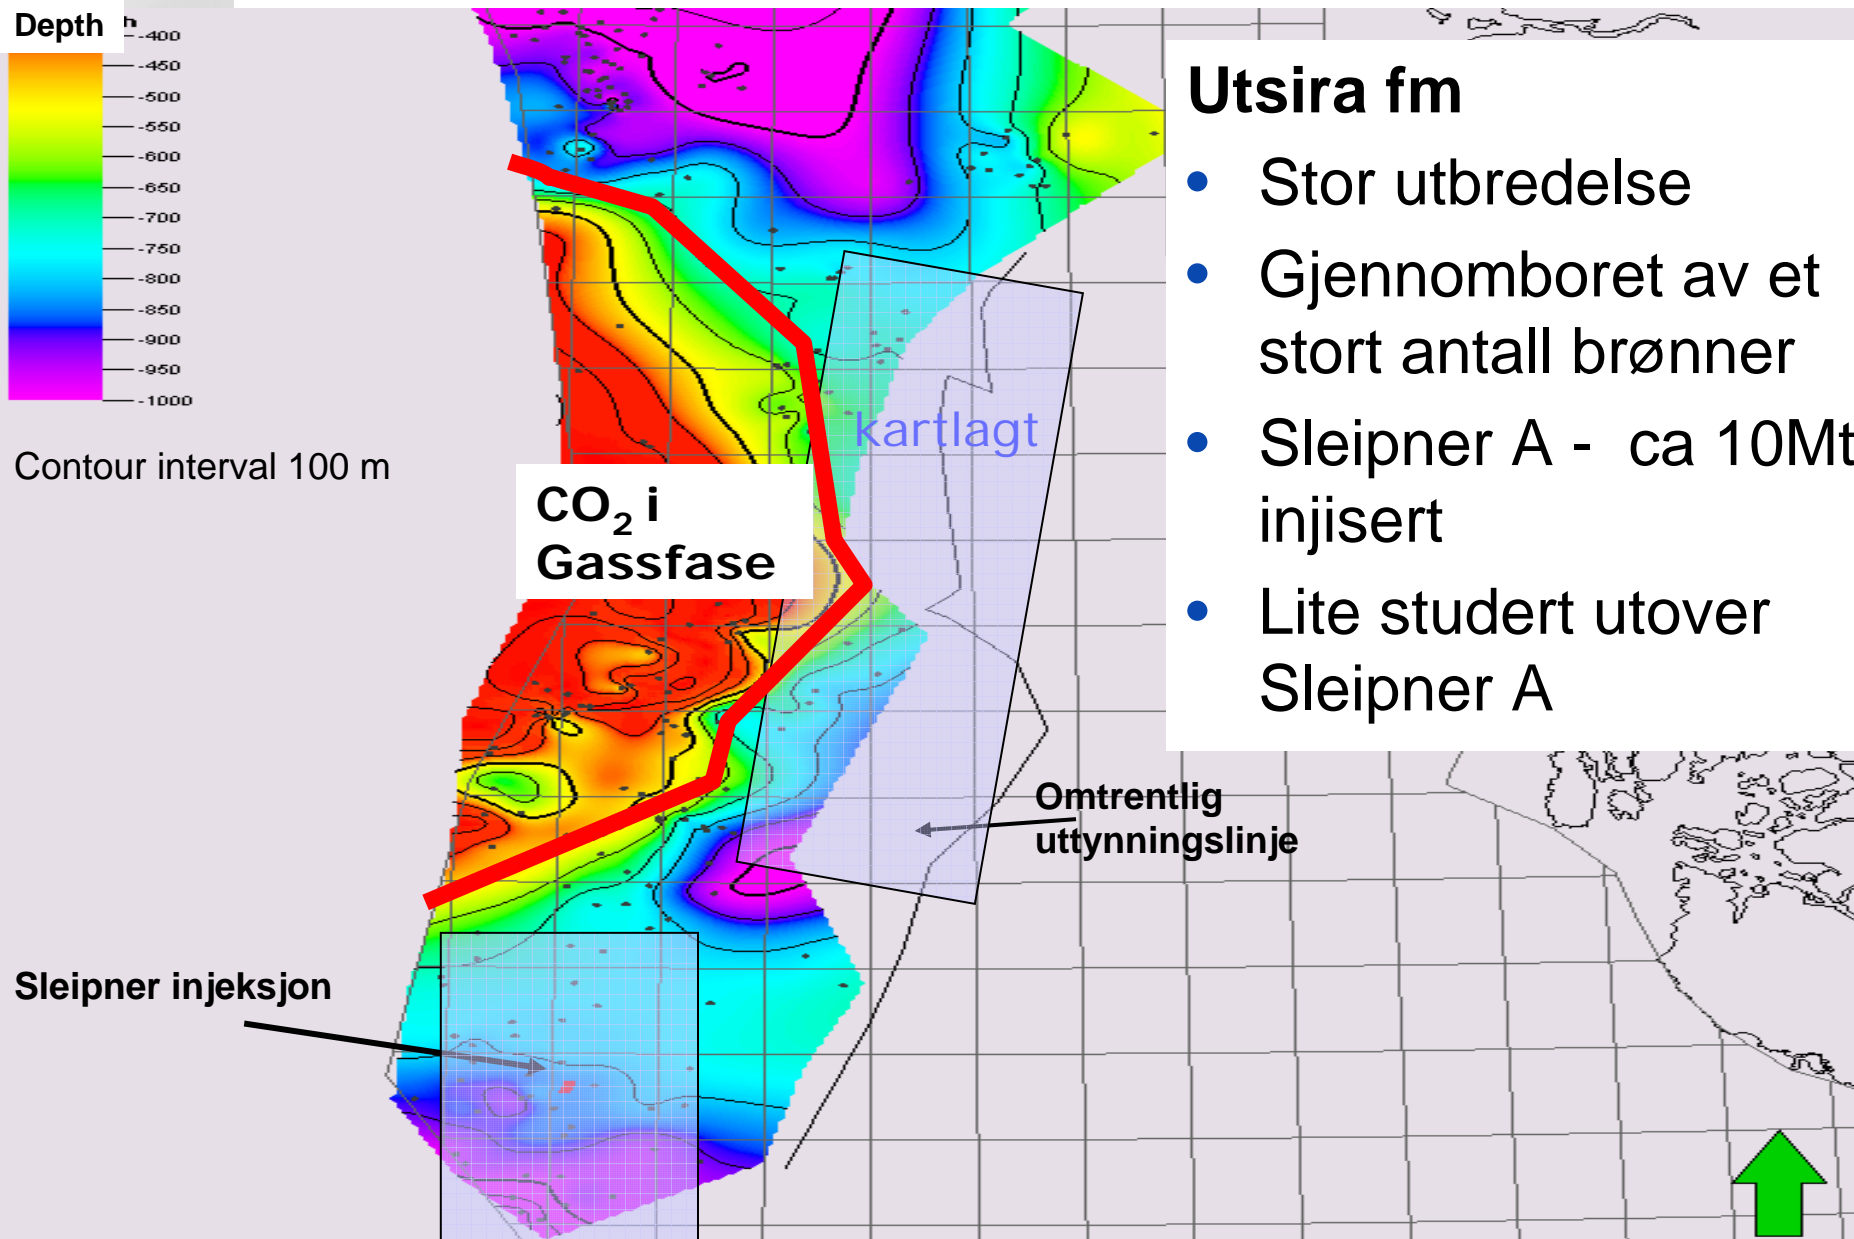 Depth
-400
-450
-500
-550
-600
-650
-700
-750
-800
-850
-900
-950
-1000
Contour interval 100 m
CO₂ i
Gassfase
kartlagt
Omtrentlig
uttynningslinje
Sleipner injeksjon
Utsira fm
• Stor utbredelse
• Gjennomboret av et
stort antall brønner
• Sleipner A - ca 10Mt
injisert
• Lite studert utover
Sleipner A